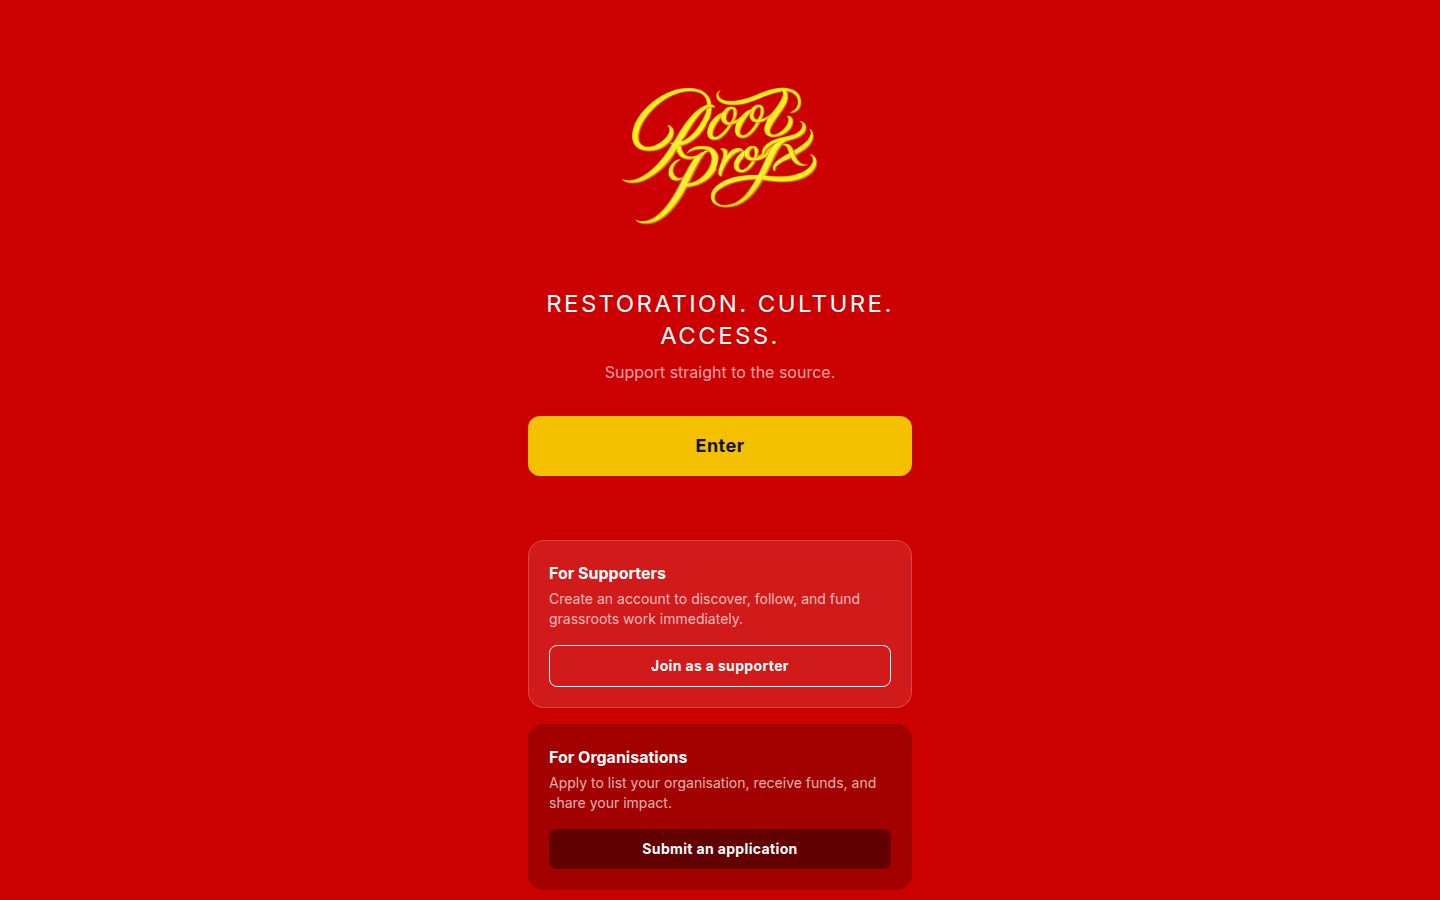 Root
Props
RESTORATION. CULTURE.
ACCESS.
Support straight to the source.
Enter
For Supporters
Create an account to discover, follow, and fund
grassroots work immediately.
Join as a supporter
For Organisations
Apply to list your organisation, receive funds, and
share your impact.
Submit an application